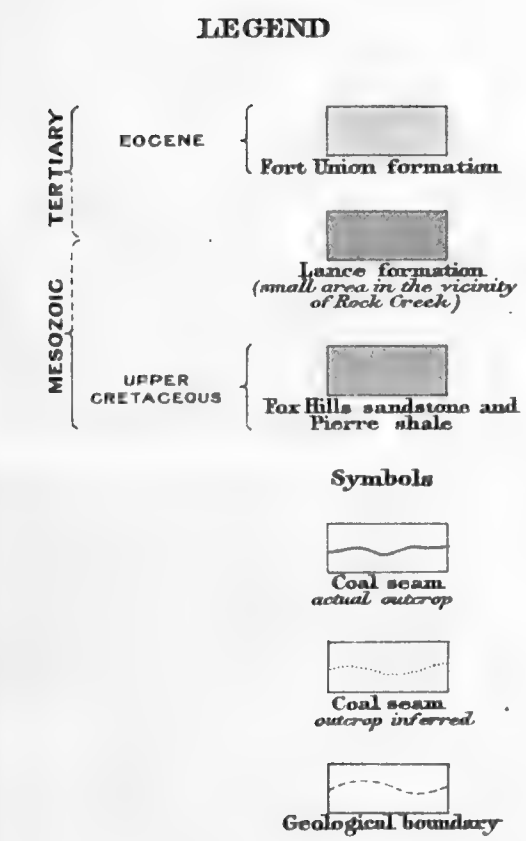 LEGEND
TERTIARY
EOCENE
Fort Union formation
Lance formation
(small area in the vicinity
of Rock Creek)
MESOZOIC
UPPER
CRETACEOUS
Fox Hills sandstone and
Pierre shale
Symbols
Coal seam
actual outcrop
Coal seam
outcrop inferred
Geological boundary